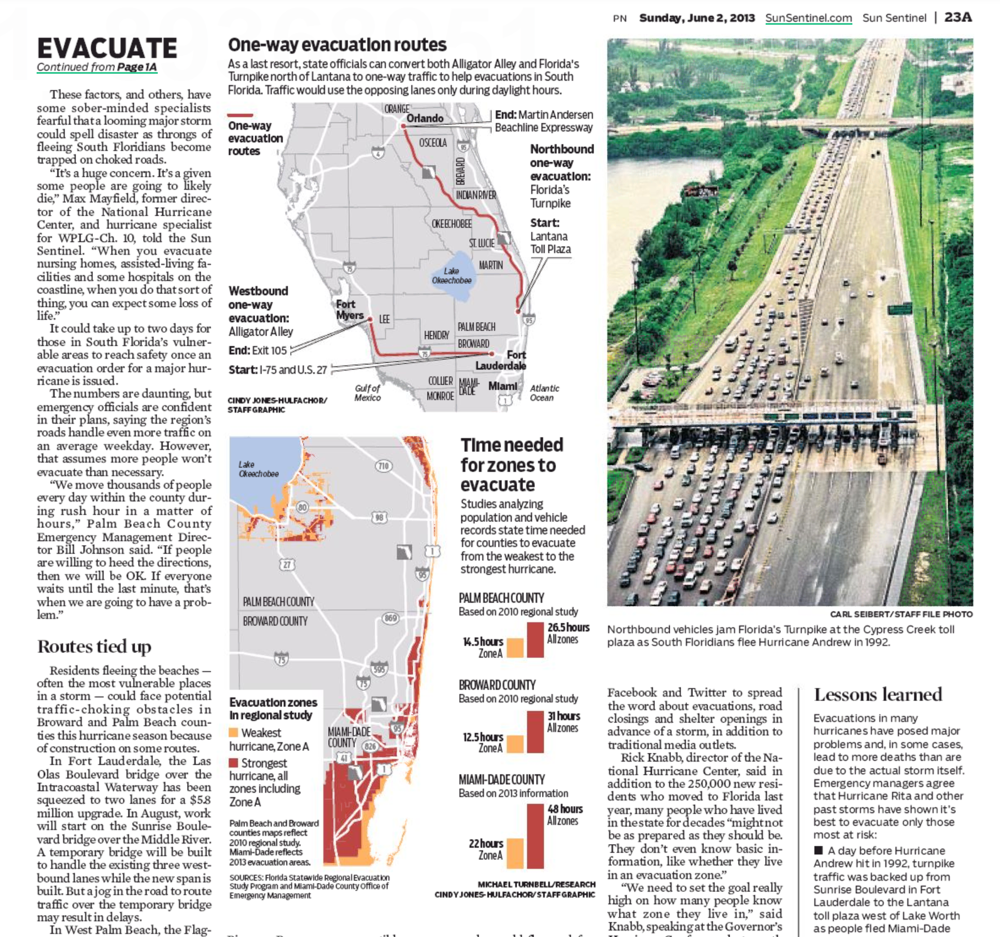 PN Sunday, June 2, 2013 SunSentinel.com Sun Sentinel | 23A
EVACUATE
Continued from Page 1A
These factors, and others, have
some sober-minded specialists
fearful that a looming major storm
could spell disaster as throngs of
fleeing South Floridians become
trapped on choked roads.
“It’s a huge concern. It’s a given
some people are going to likely
die,” Max Mayfield, former direc-
tor of the National Hurricane
Center, and hurricane specialist
for WPLG-Ch. 10, told the Sun
Sentinel. “When you evacuate
nursing homes, assisted-living fa-
cilities and some hospitals on the
coastline, when you do that sort of
thing, you can expect some loss of
life.”
It could take up to two days for
those in South Florida’s vulner-
able areas to reach safety once an
evacuation order for a major hur-
ricane is issued.
The numbers are daunting, but
emergency officials are confident
in their plans, saying the region’s
roads handle even more traffic on
an average weekday. However,
that assumes more people won’t
evacuate than necessary.
“We move thousands of people
every day within the county dur-
ing rush hour in a matter of
hours,” Palm Beach County
Emergency Management Direc-
tor Bill Johnson said. “If people
are willing to heed the directions,
then we will be OK. If everyone
waits until the last minute, that’s
when we are going to have a prob-
lem.”
Routes tied up
Residents fleeing the beaches —
often the most vulnerable places
in a storm — could face potential
traffic-choking obstacles in
Broward and Palm Beach coun-
ties this hurricane season because
of construction on some routes.
In Fort Lauderdale, the Las
Olas Boulevard bridge over the
Intracoastal Waterway has been
squeezed to two lanes for a $5.8
million upgrade. In August, work
will start on the Sunrise Boule-
vard bridge over the Middle River.
A temporary bridge will be built
to handle the existing three west-
bound lanes while the new span is
built. But a jog in the road to route
traffic over the temporary bridge
may result in delays.
In West Palm Beach, the Flag-
One-way evacuation routes
As a last resort, state officials can convert both Alligator Alley and Florida's
Turnpike north of Lantana to one-way traffic to help evacuations in South
Florida. Traffic would use the opposing lanes only during daylight hours.
One-way
evacuation
routes
ORANGE
Orlando
End: Martin Andersen
Beachline Expressway
OSCEOLA
4
95
BREVARD
Northbound
one-way
evacuation:
Florida’s
Turnpike
INDIAN RIVER
OKEECHOBEE
Start:
Lantana
Toll Plaza
ST. LUCIE
MARTIN
75
Lake
Okeechobee
Westbound
one-way
evacuation:
Alligator Alley
Fort
Myers
LEE
95
PALM BEACH
HENDRY
BROWARD
End: Exit 105
75
Fort
Lauderdale
Start: I-75 and U.S. 27
COLLIER
MIAMI-
DADE
Miami
MONROE
1
Gulf of
Mexico
Atlantic
Ocean
CINDY JONES-HULFACHOR/
STAFF GRAPHIC
Lake
Okeechobee
710
80
98
1
27
95
PALM BEACH COUNTY
BROWARD COUNTY
869
75
595
75
Evacuation zones
in regional study
Weakest
hurricane, Zone A
Strongest
hurricane, all
zones including
Zone A
MIAMI-DADE
COUNTY
95
826
41
1
Palm Beach and Broward
counties maps reflect
2010 regional study.
Miami-Dade reflects
2013 evacuation areas.
SOURCES: Florida Statewide Regional Evacuation
Study Program and Miami-Dade County Office of
Emergency Management
Time needed
for zones to
evacuate
Studies analyzing
population and vehicle
records state time needed
for counties to evacuate
from the weakest to the
strongest hurricane.
PALM BEACH COUNTY
Based on 2010 regional study
14.5 hours
Zone A
26.5 hours
All zones
BROWARD COUNTY
Based on 2010 regional study
12.5 hours
Zone A
31 hours
All zones
MIAMI-DADE COUNTY
Based on 2013 information
22 hours
Zone A
48 hours
All zones
MICHAEL TURNBELL/RESEARCH
CINDY JONES-HULFACHOR/STAFF GRAPHIC
CARL SEIBERT/STAFF FILE PHOTO
Northbound vehicles jam Florida’s Turnpike at the Cypress Creek toll
plaza as South Floridians flee Hurricane Andrew in 1992.
Facebook and Twitter to spread
the word about evacuations, road
closings and shelter openings in
advance of a storm, in addition to
traditional media outlets.
Rick Knabb, director of the Na-
tional Hurricane Center, said in
addition to the 250,000 new resi-
dents who moved to Florida last
year, many people who have lived
in the state for decades “might not
be as prepared as they should be.
They don’t even know basic in-
formation, like whether they live
in an evacuation zone.”
“We need to set the goal really
high on how many people know
what zone they live in,” said
Knabb, speaking at the Governor’s
Lessons learned
Evacuations in many
hurricanes have posed major
problems and, in some cases,
lead to more deaths than are
due to the actual storm itself.
Emergency managers agree
that Hurricane Rita and other
past storms have shown it’s
best to evacuate only those
most at risk:
■ A day before Hurricane
Andrew hit in 1992, turnpike
traffic was backed up from
Sunrise Boulevard in Fort
Lauderdale to the Lantana
toll plaza west of Lake Worth
as people fled Miami-Dade